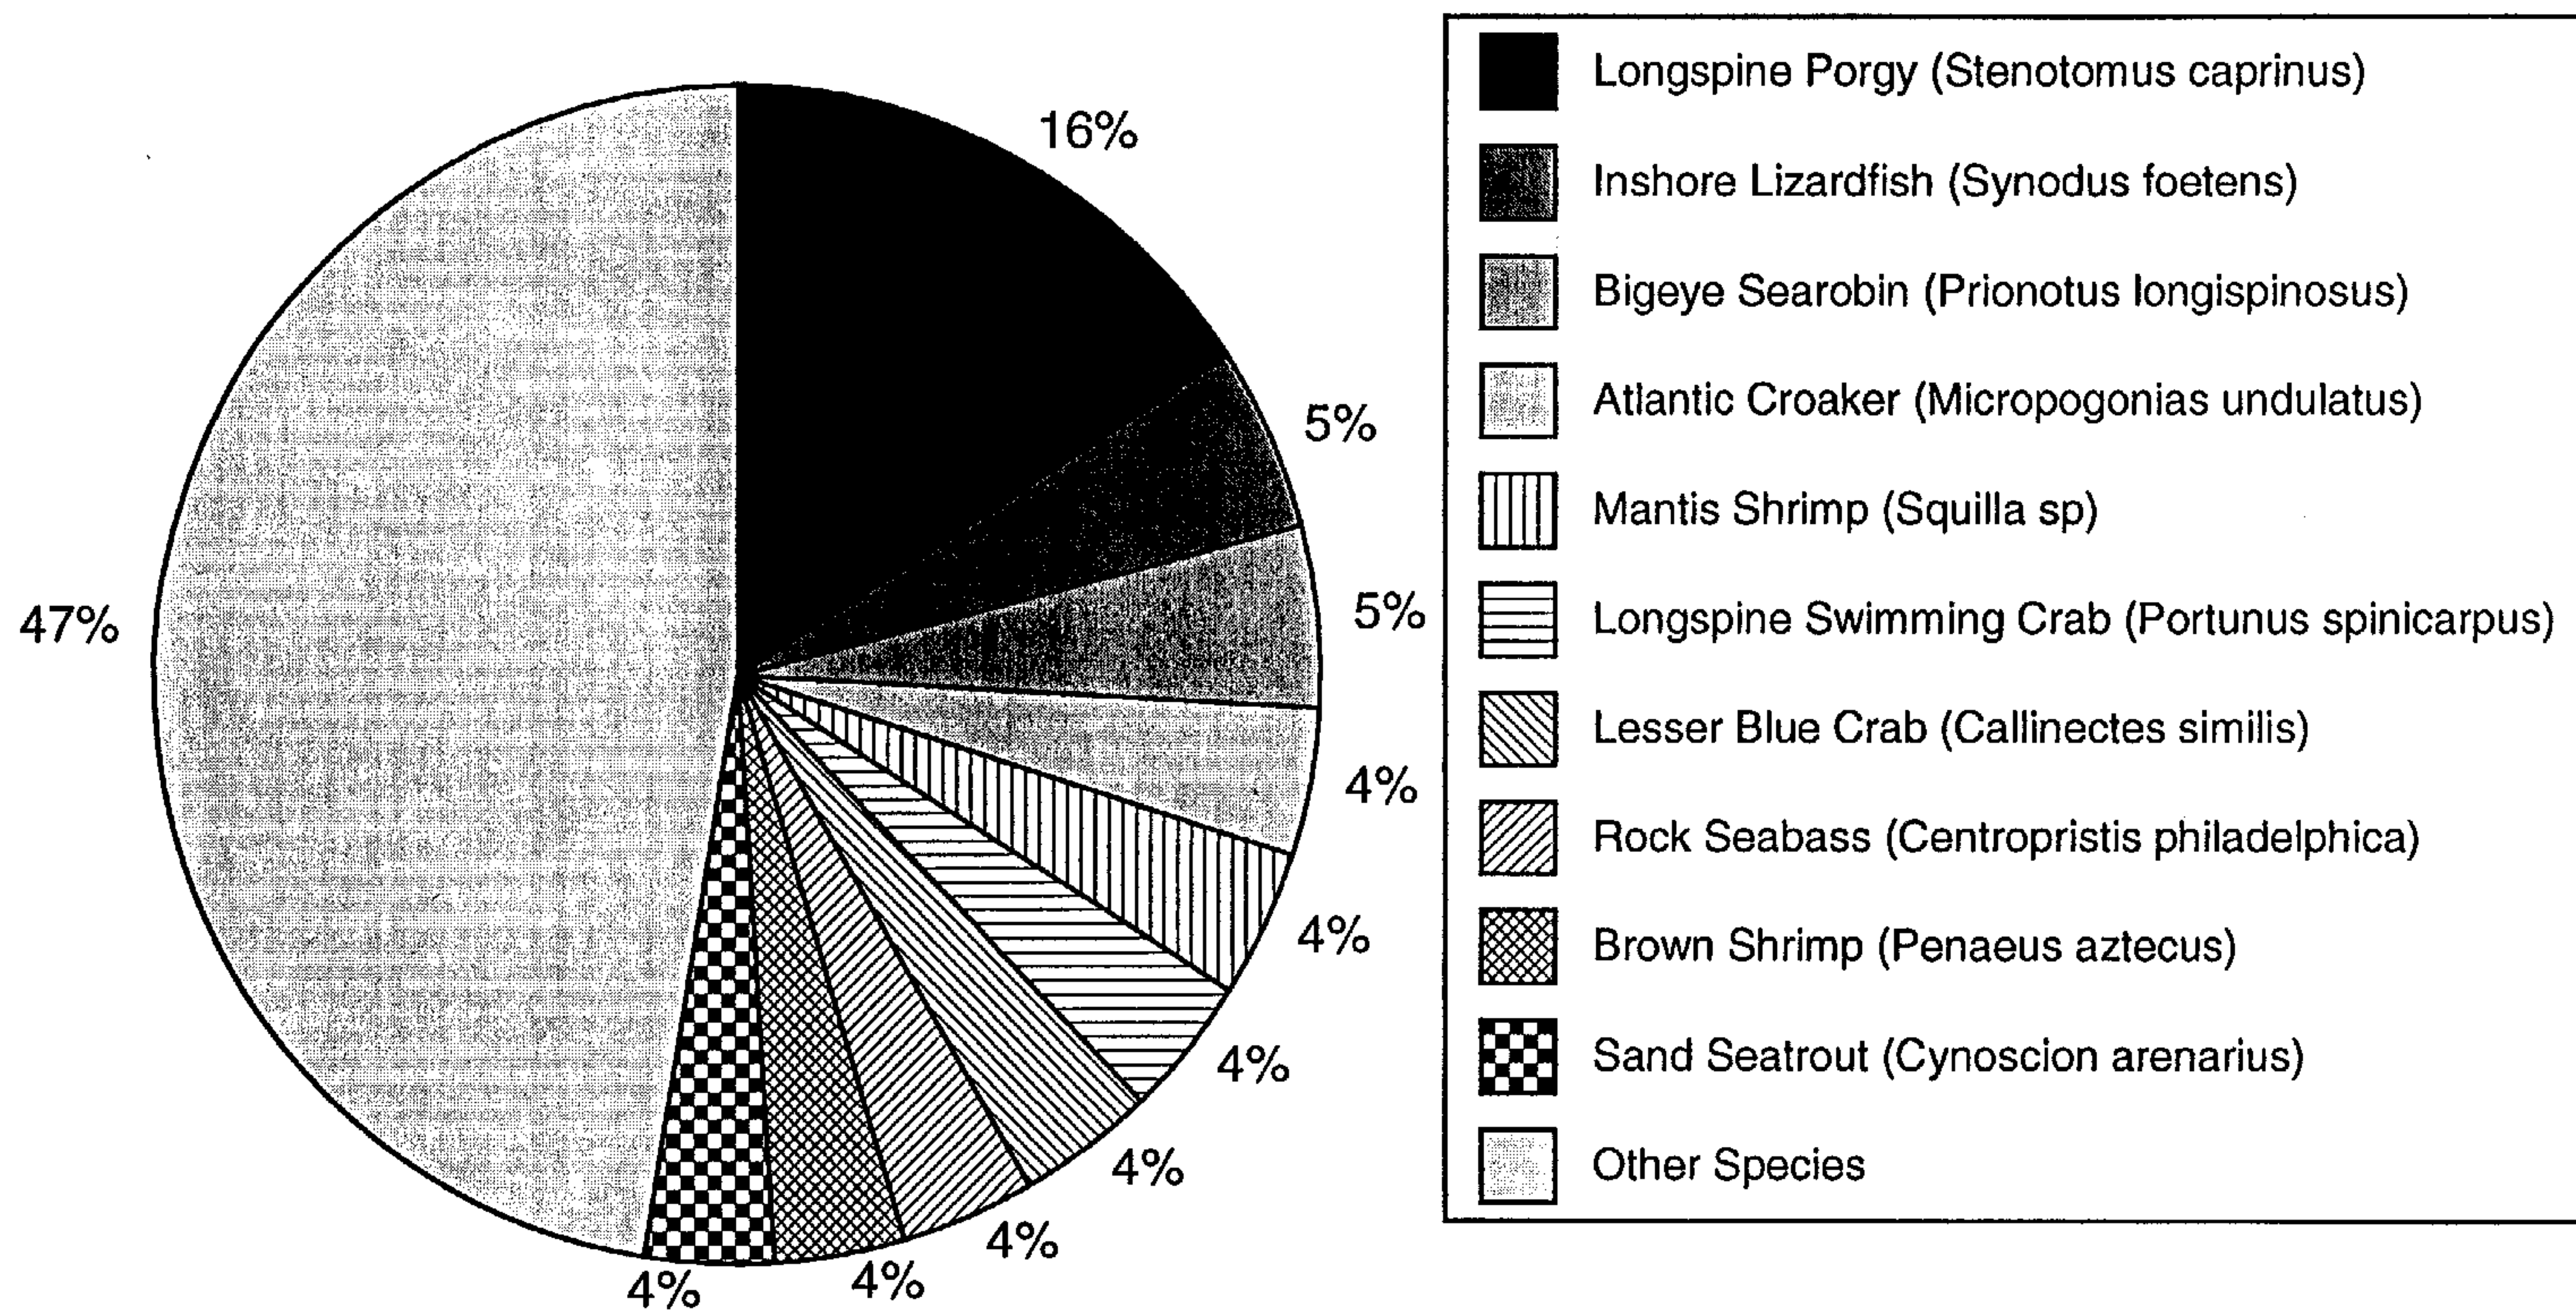 16%
5%
5%
4%
4%
4%
4%
4%
4%
4%
47%
Longspine Porgy (Stenotomus caprinus)
Inshore Lizardfish (Synodus foetens)
Bigeye Searobin (Prionotus longispinosus)
Atlantic Croaker (Micropogonias undulatus)
Mantis Shrimp (Squilla sp)
Longspine Swimming Crab (Portunus spinicarpus)
Lesser Blue Crab (Callinectes similis)
Rock Seabass (Centropristis philadelphica)
Brown Shrimp (Penaeus aztecus)
Sand Seatrout (Cynoscion arenarius)
Other Species